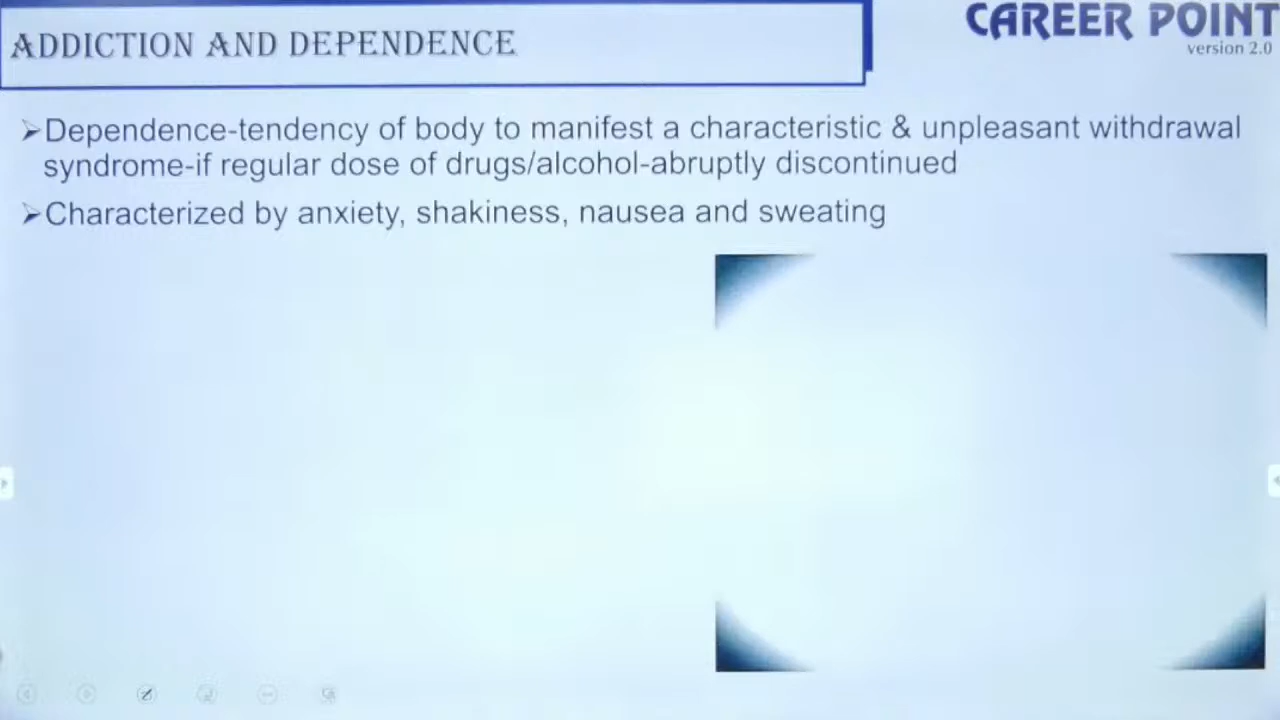 ADDICTION AND DEPENDENCE
CAREER POINT
version 2.0
➢Dependence-tendency of body to manifest a characteristic & unpleasant withdrawal
syndrome-if regular dose of drugs/alcohol-abruptly discontinued
➢Characterized by anxiety, shakiness, nausea and sweating